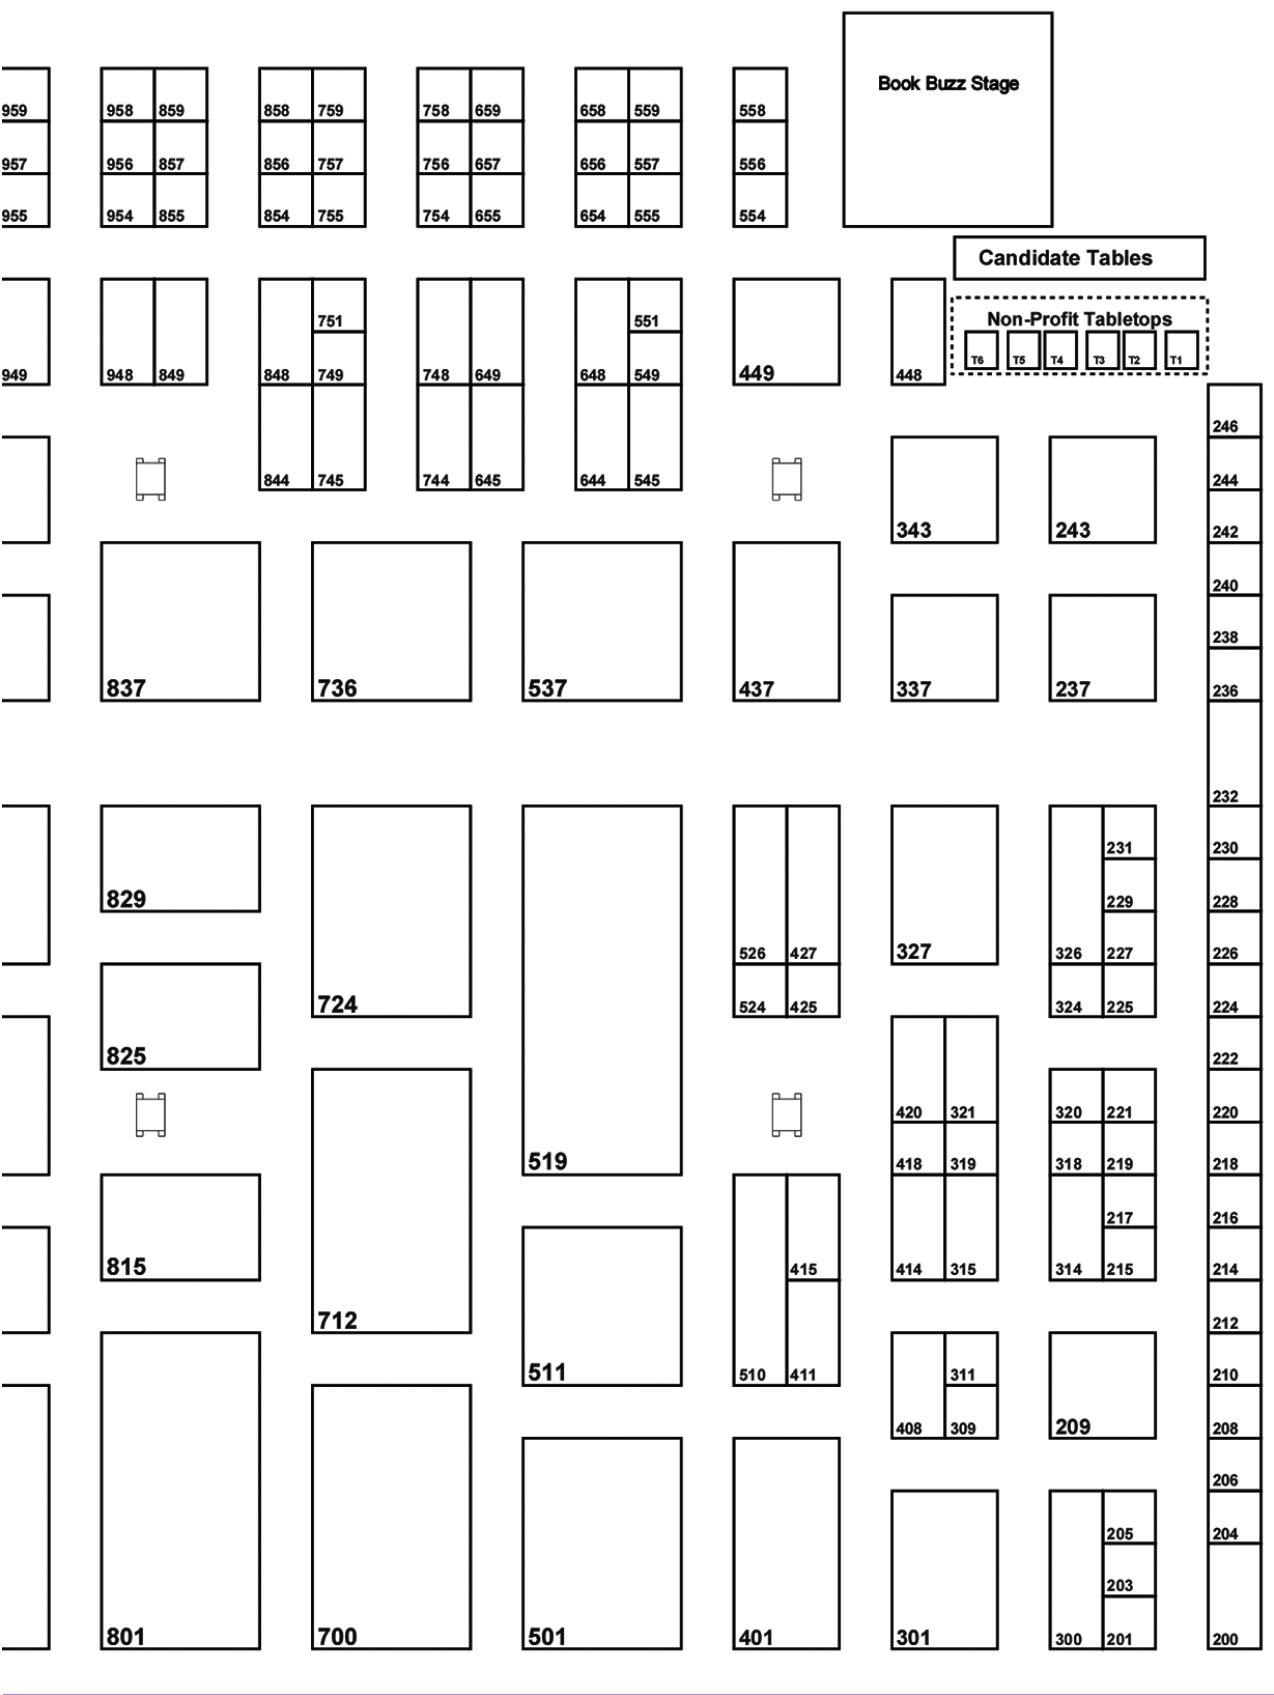 Book Buzz Stage
959 958 859 858 759 758 659 658 559 558
957 956 857 856 757 756 657 656 557 556
955 954 855 854 755 754 655 654 555 554
Candidate Tables
Non-Profit Tabletops
751 551
T6 T5 T4 T3 T2 T1
949 948 849 848 749 748 649 648 549 449 448
246
844 745 744 645 644 545 244
343 243 242
240
238
837 736 537 437 337 237 236
232
231 230
829 229 228
526 427 327 326 227 226
724 524 425 324 225 224
825 222
420 321 320 221 220
519 418 319 318 219 218
217 216
815 415 414 315 314 215 214
712 212
511 510 411 311 210
408 309 209 208
206
205 204
203
801 700 501 401 301 300 201 200